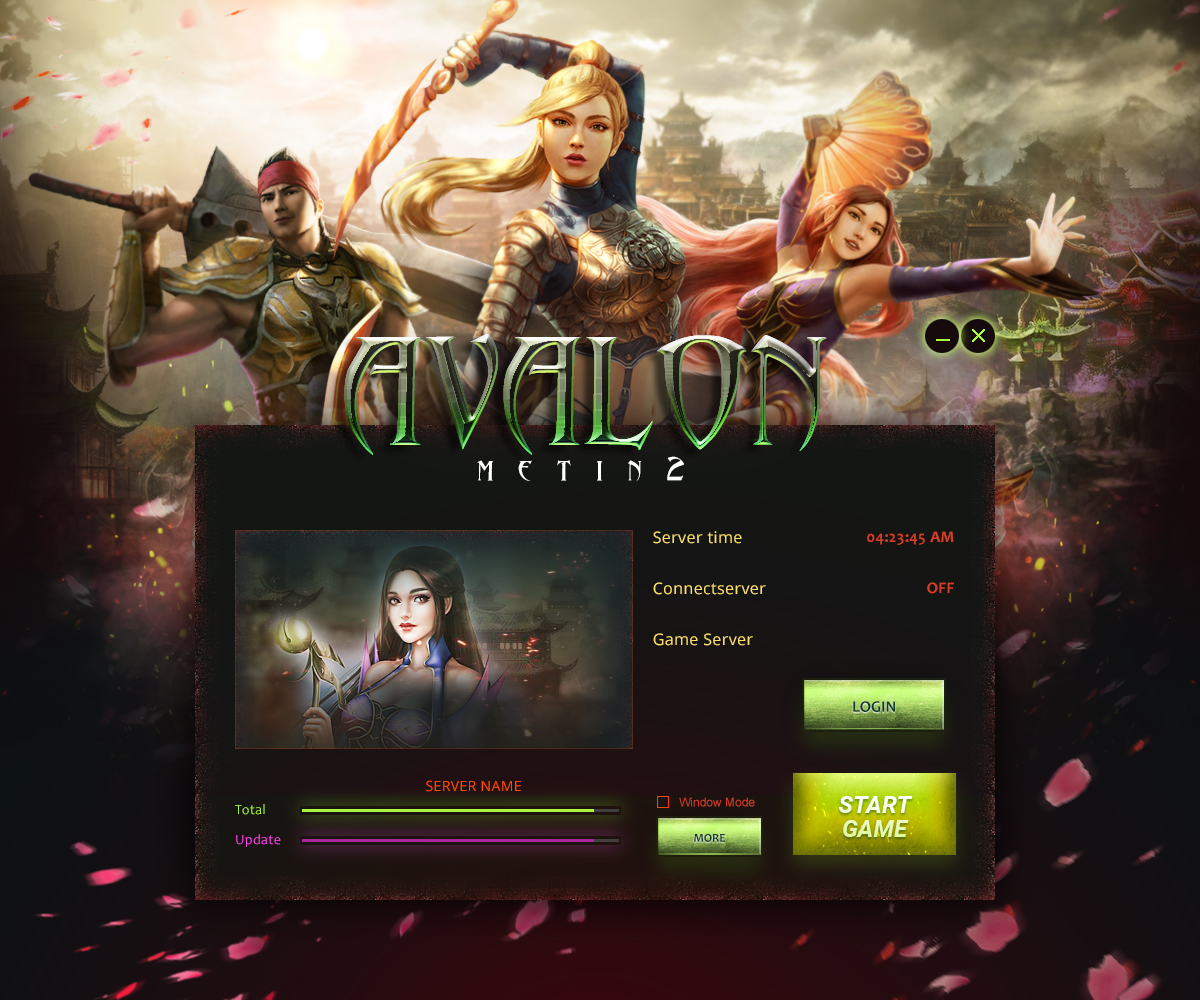 AVALON
METIN2
Server time 04:23:45 AM
Connectserver OFF
Game Server
LOGIN
SERVER NAME
Total
Update
Window Mode
MORE
START
GAME